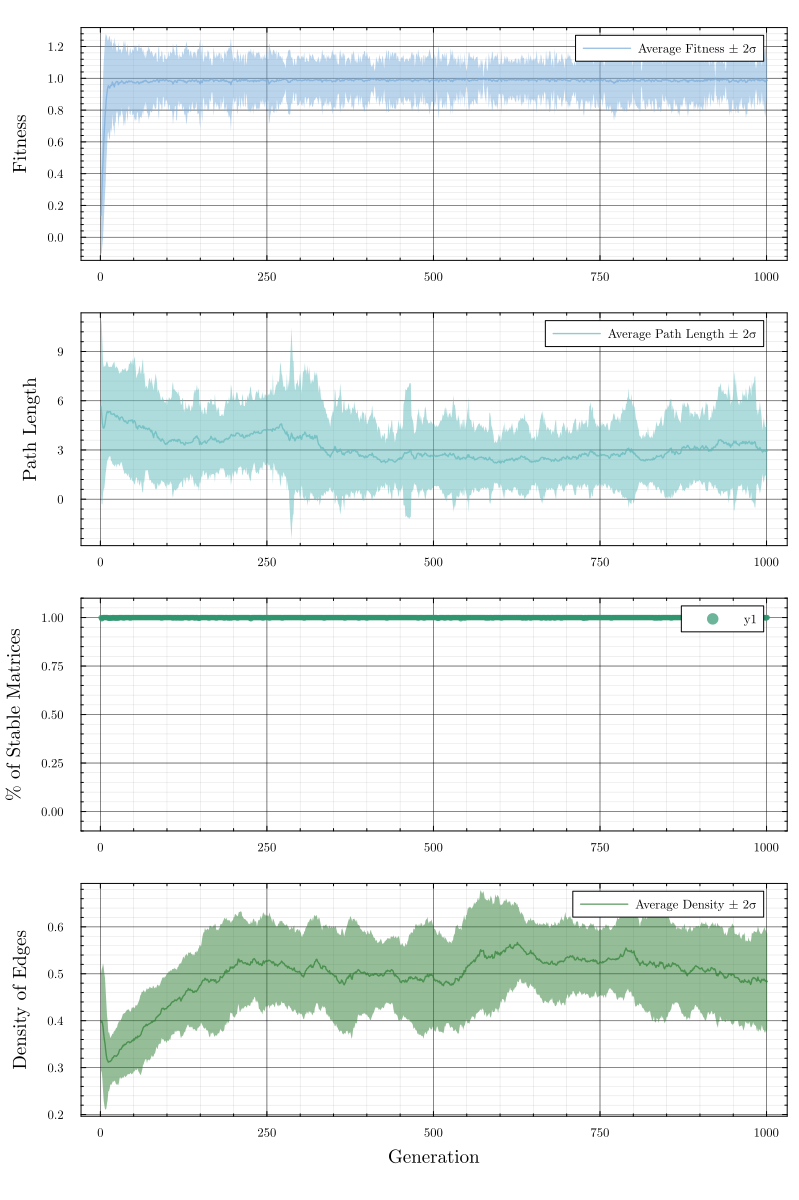 Average Fitness ± 2σ
Fitness
1.2
1.0
0.8
0.6
0.4
0.2
0.0
0 250 500 750 1000
Average Path Length ± 2σ
Path Length
9
6
3
0
0 250 500 750 1000
y1
% of Stable Matrices
1.00
0.75
0.50
0.25
0.00
0 250 500 750 1000
Average Density ± 2σ
Density of Edges
0.6
0.5
0.4
0.3
0.2
0 250 500 750 1000
Generation